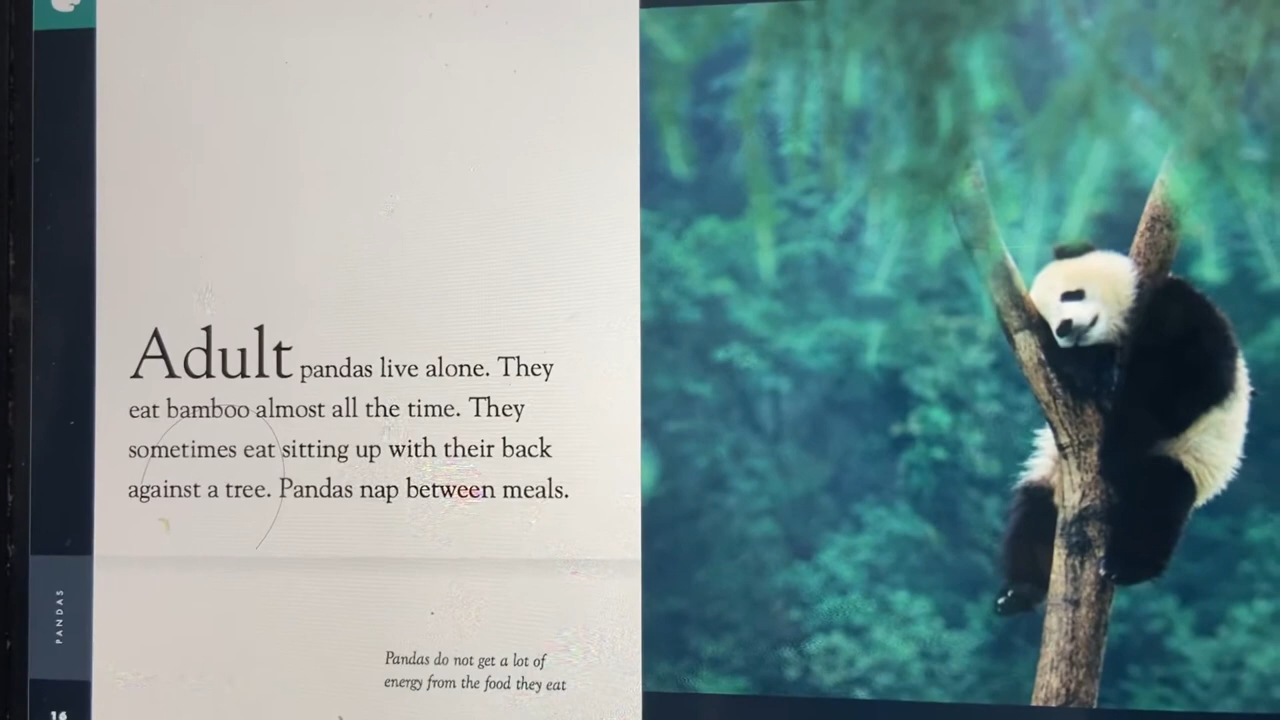 Adult pandas live alone. They
eat bamboo almost all the time. They
sometimes eat sitting up with their back
against a tree. Pandas nap between meals.
Pandas do not get a lot of
energy from the food they eat
PANDAS
16